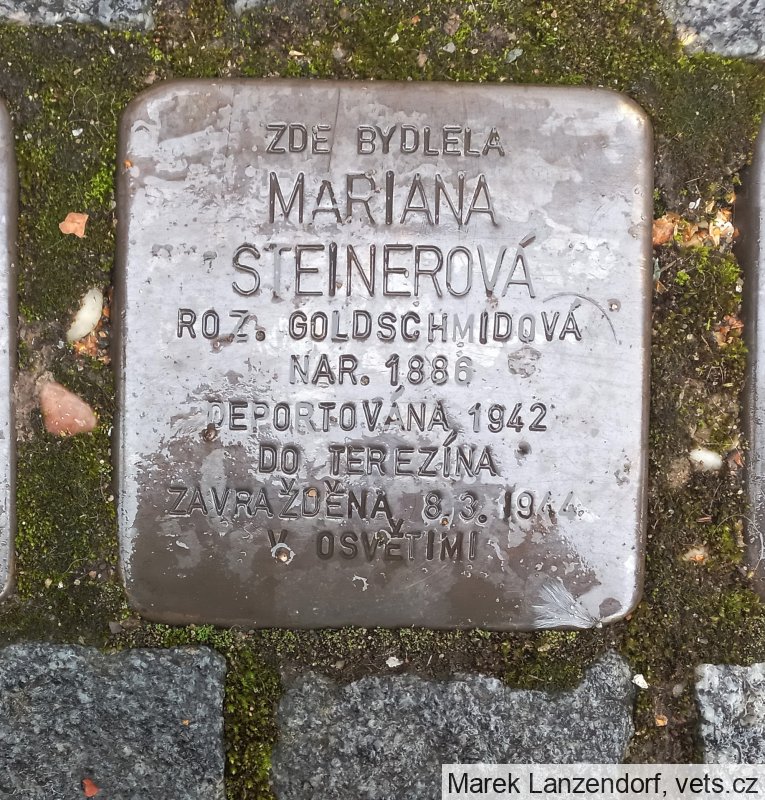 ZDE BYDLELA
MARIANA
STEINEROVÁ
ROZ. GOLDSCHMIDOVÁ
NAR. 1886
DEPORTOVÁNA 1942
DO TEREZÍNA
ZAVRAŽDĚNA 8.3. 1944
V OSVĚTIMI
Marek Lanzendorf, vets.cz